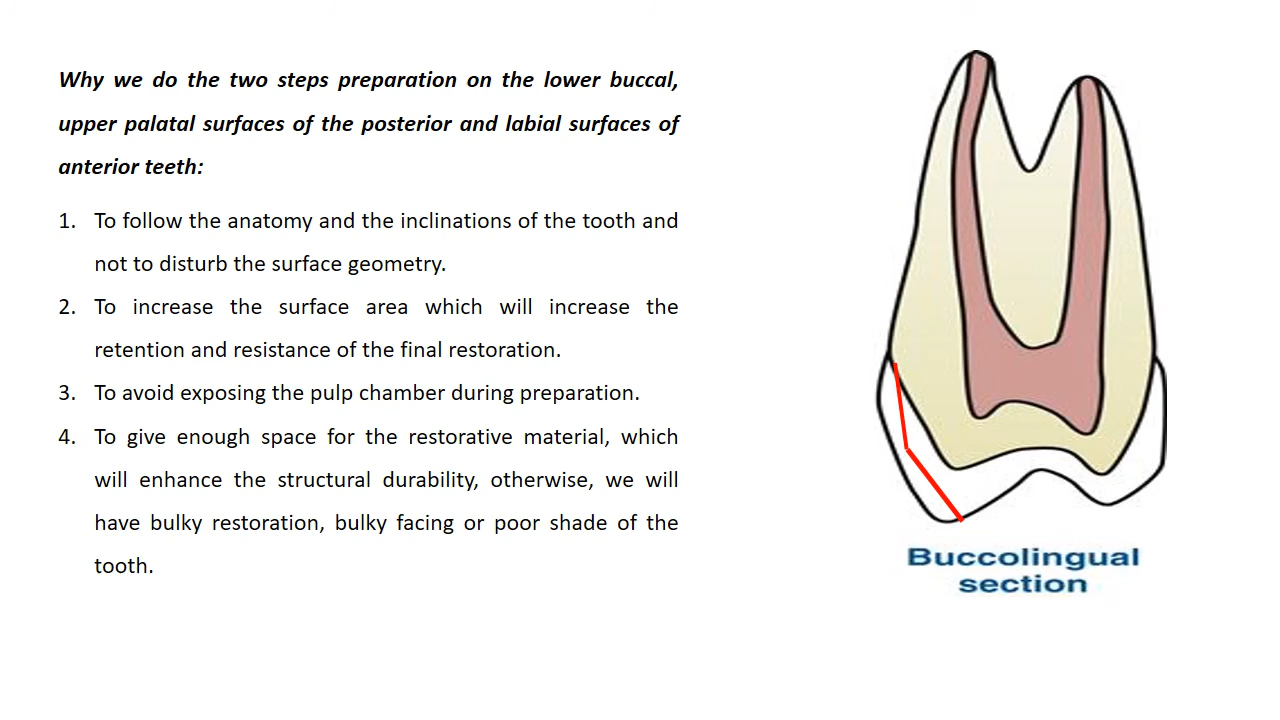 Why we do the two steps preparation on the lower buccal,
upper palatal surfaces of the posterior and labial surfaces of
anterior teeth:
1. To follow the anatomy and the inclinations of the tooth and
not to disturb the surface geometry.
2. To increase the surface area which will increase the
retention and resistance of the final restoration.
3. To avoid exposing the pulp chamber during preparation.
4. To give enough space for the restorative material, which
will enhance the structural durability, otherwise, we will
have bulky restoration, bulky facing or poor shade of the
tooth.
Buccolingual
section